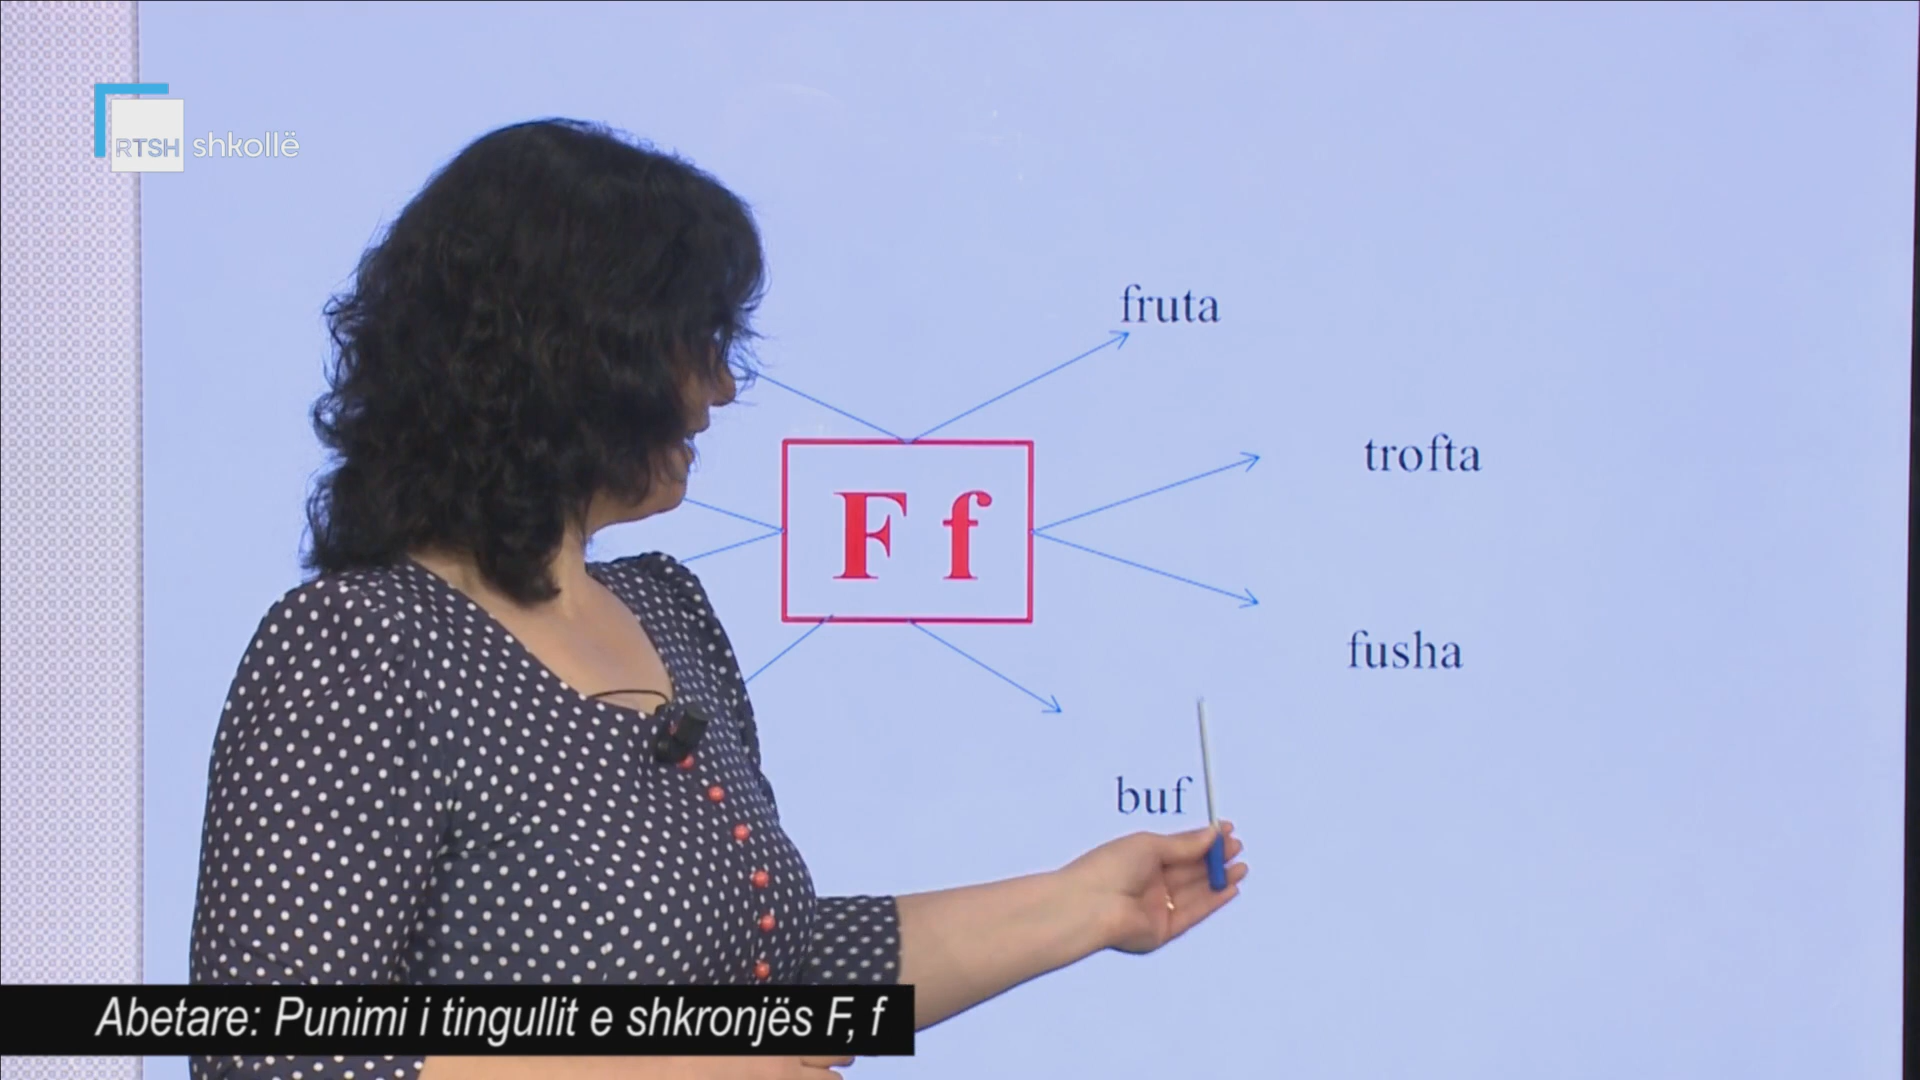 RTSH shkollë
fruta
trofta
F f
fusha
buf
Abetare: Punimi i tingullit e shkronjës F, f